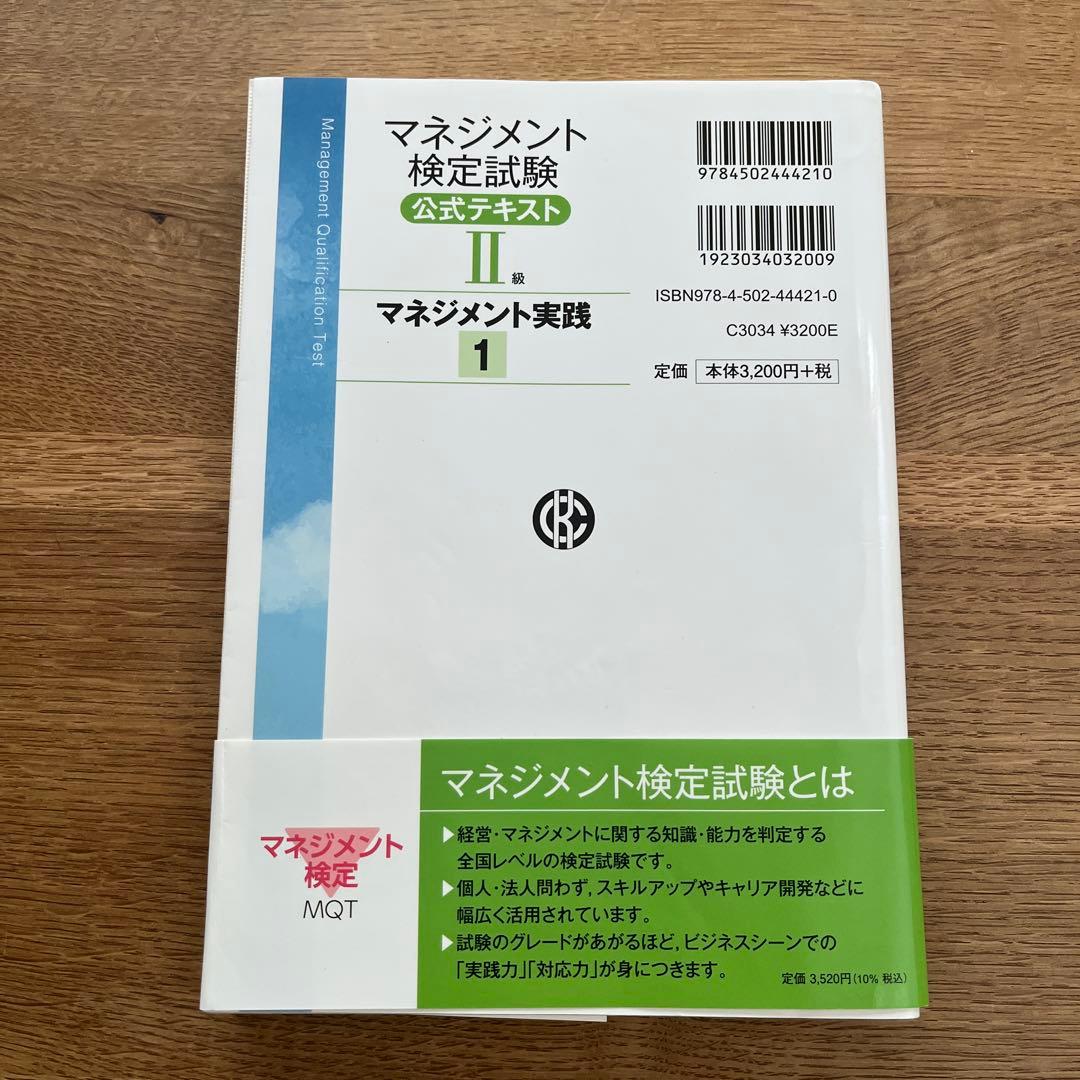 Management Qualification Test
マネジメント
検定試験
公式テキスト
II級
マネジメント実践
1
9784502444210
1923034032009
ISBN978-4-502-44421-0
C3034 ¥3200E
定価 本体3,200円+税
マネジメント
検定
MQT
マネジメント検定試験とは
▶経営・マネジメントに関する知識・能力を判定する
全国レベルの検定試験です。
▶個人・法人問わず, スキルアップやキャリア開発などに
幅広く活用されています。
▶試験のグレードがあがるほど, ビジネスシーンでの
「実践力」「対応力」が身につきます。
定価 3,520円(10% 税込)